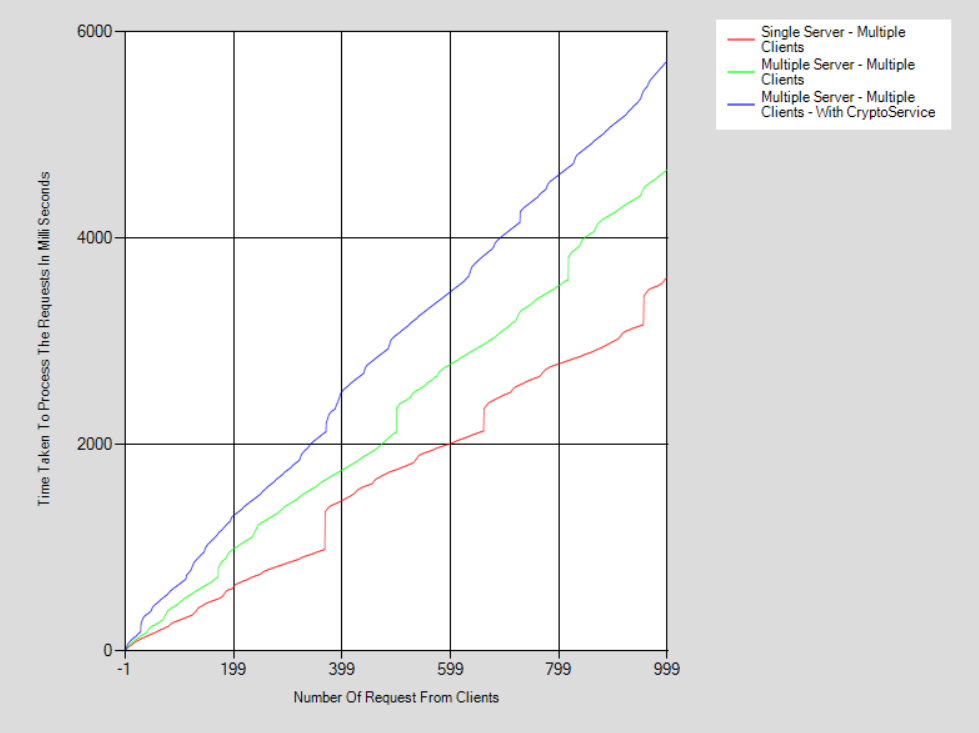 6000
4000
2000
0
-1
199
399
599
799
999
Time Taken To Process The Requests In Milli Seconds
Number Of Request From Clients
Single Server - Multiple
Clients
Multiple Server - Multiple
Clients
Multiple Server - Multiple
Clients - With CryptoService